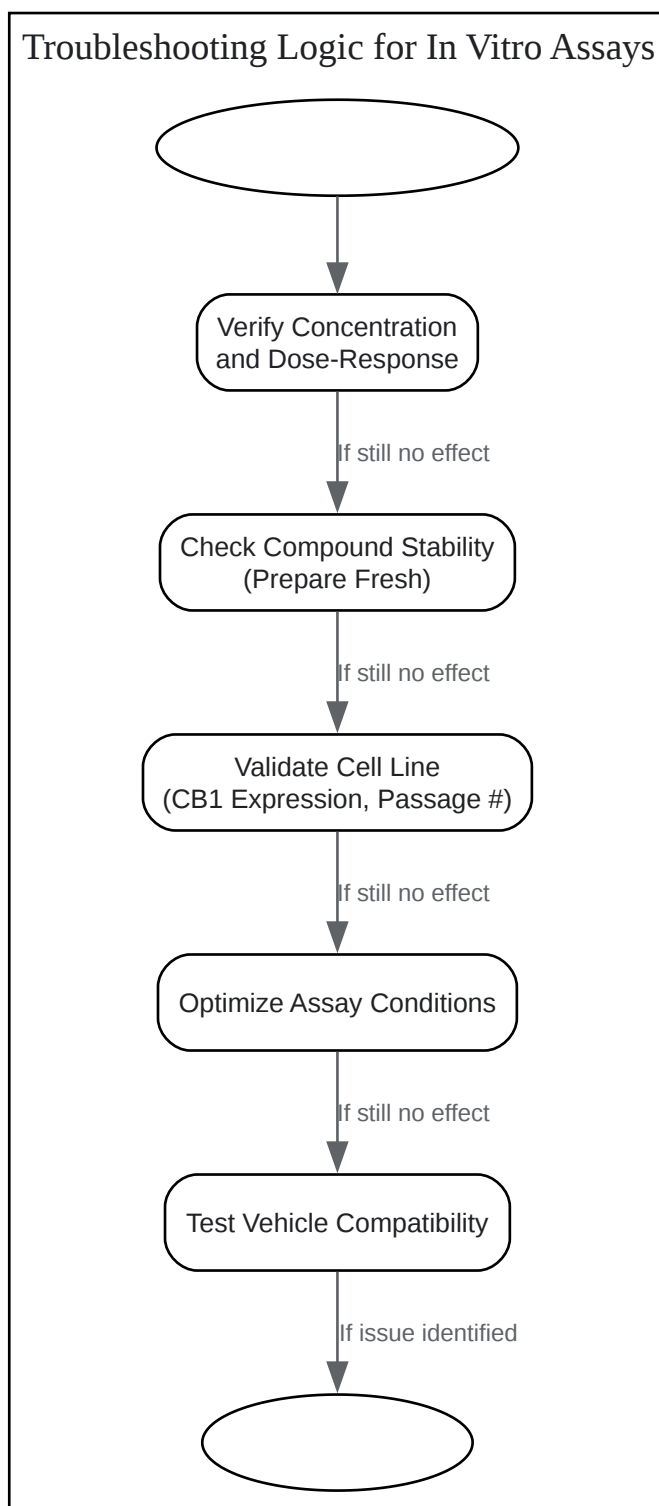 Troubleshooting Logic for In Vitro Assays
Verify Concentration
and Dose-Response
If still no effect
Check Compound Stability
(Prepare Fresh)
If still no effect
Validate Cell Line
(CB1 Expression, Passage #)
If still no effect
Optimize Assay Conditions
If still no effect
Test Vehicle Compatibility
If issue identified